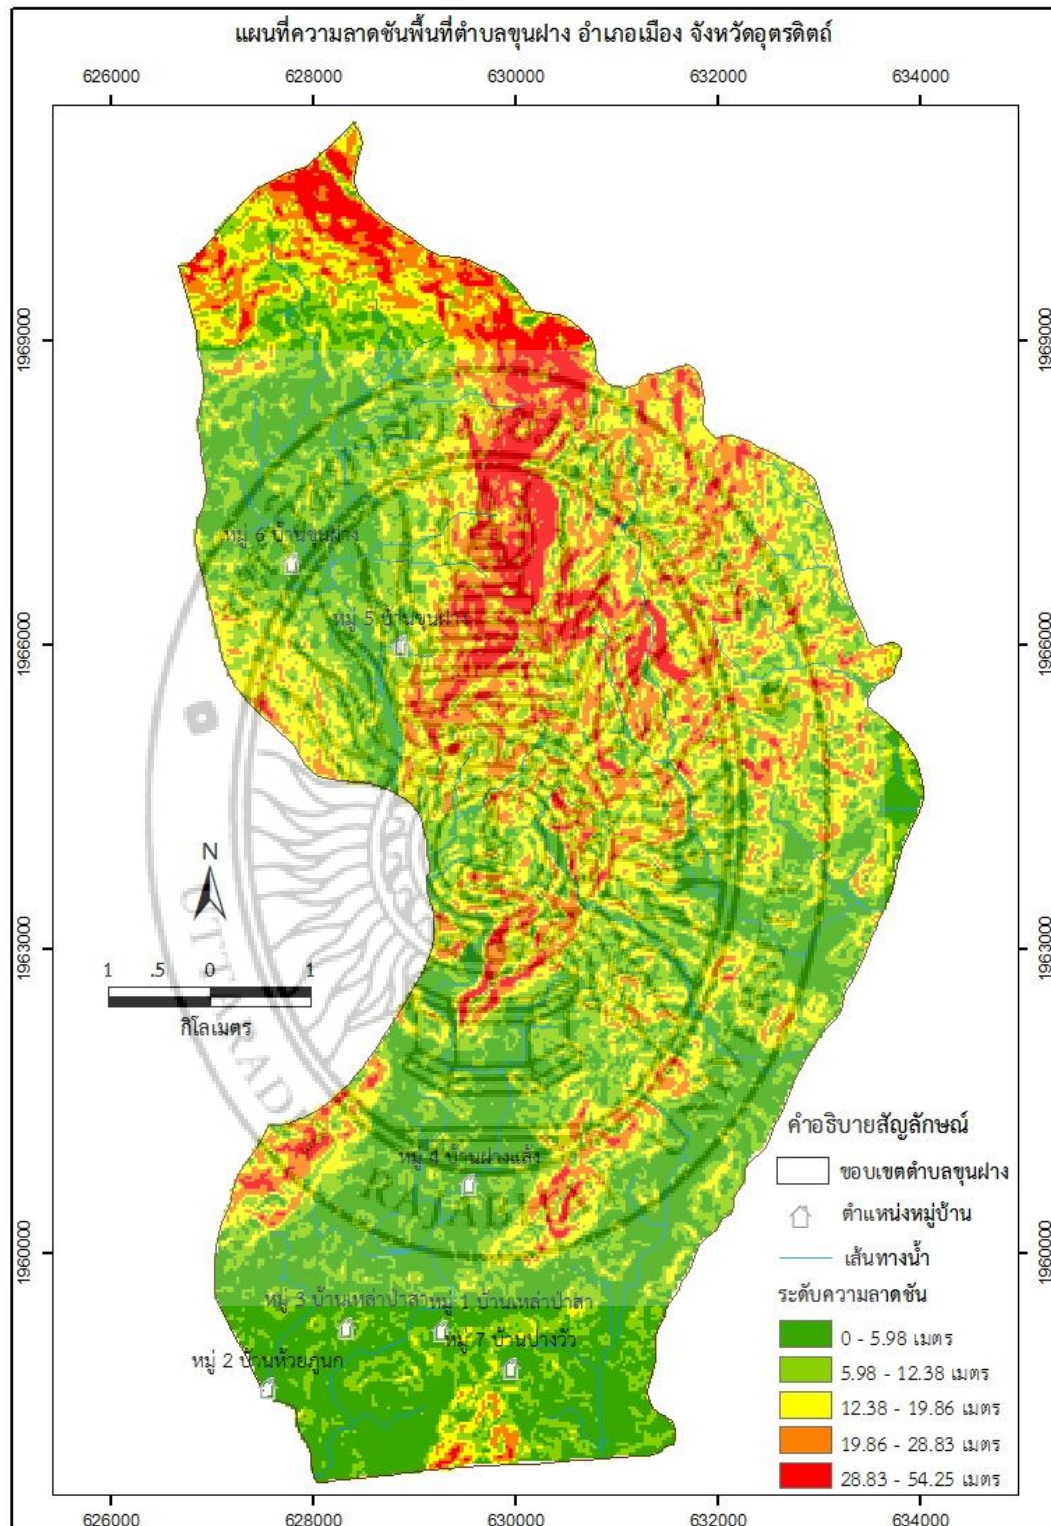 แผนที่ความลาดชันพื้นที่ตำบลขุนฝาง อำเภอเมือง จังหวัดอุตรดิตถ์
626000 628000 630000 632000 634000
1969000 1969000
หมู่ 6 บ้านขุนฝาง
หมู่ 5 บ้านขุนฝาง
1966000 1966000
N
1963000 1963000
1 .5 0 1
กิโลเมตร
UTTARADI
RAJABH
หมู่ 4 บ้านฝางแล้ง
1960000 1960000
หมู่ 3 บ้านเหล่าป่าสา
หมู่ 1 บ้านเหล่าป่าสา
หมู่ 7 บ้านปางวัว
หมู่ 2 บ้านห้วยภูนก
คำอธิบายสัญลักษณ์
ขอบเขตตำบลขุนฝาง
ตำแหน่งหมู่บ้าน
เส้นทางน้ำ
ระดับความลาดชัน
0 - 5.98 เมตร
5.98 - 12.38 เมตร
12.38 - 19.86 เมตร
19.86 - 28.83 เมตร
28.83 - 54.25 เมตร
626000 628000 630000 632000 634000